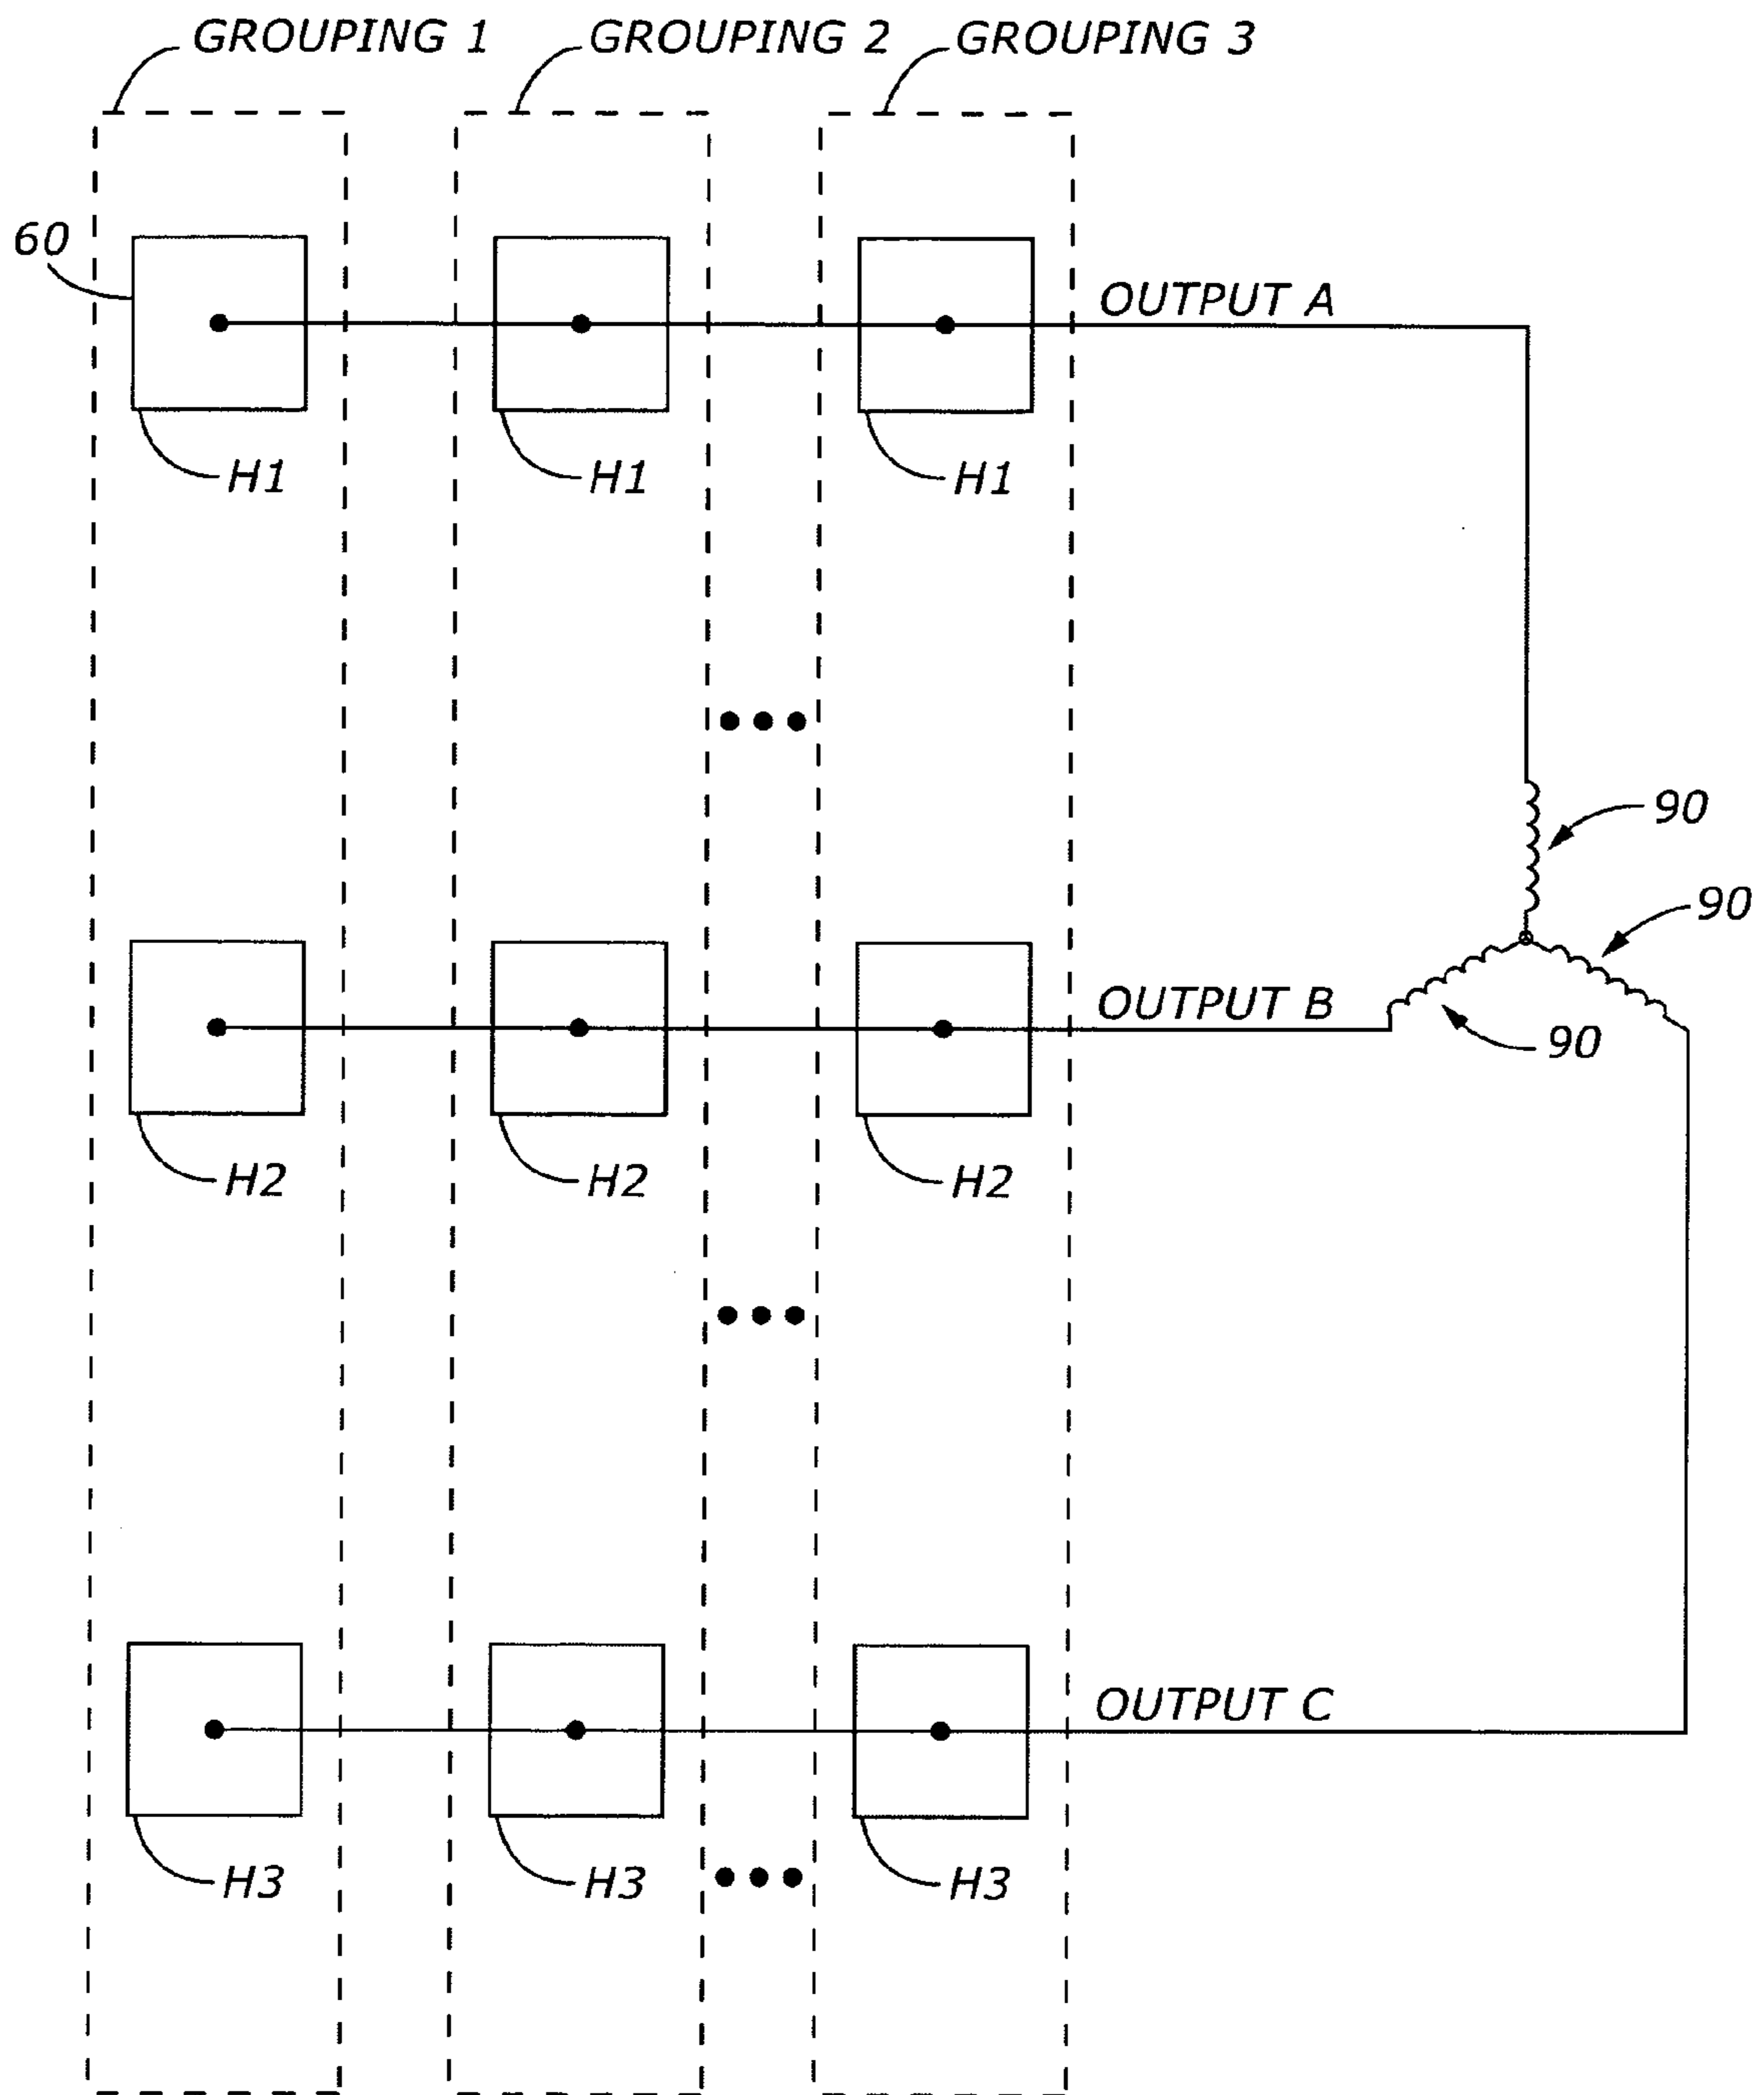 GROUPING 1 GROUPING 2 GROUPING 3
60
OUTPUT A
H1 H1 H1
90
90
OUTPUT B
90
H2 H2 H2
OUTPUT C
H3 H3 H3